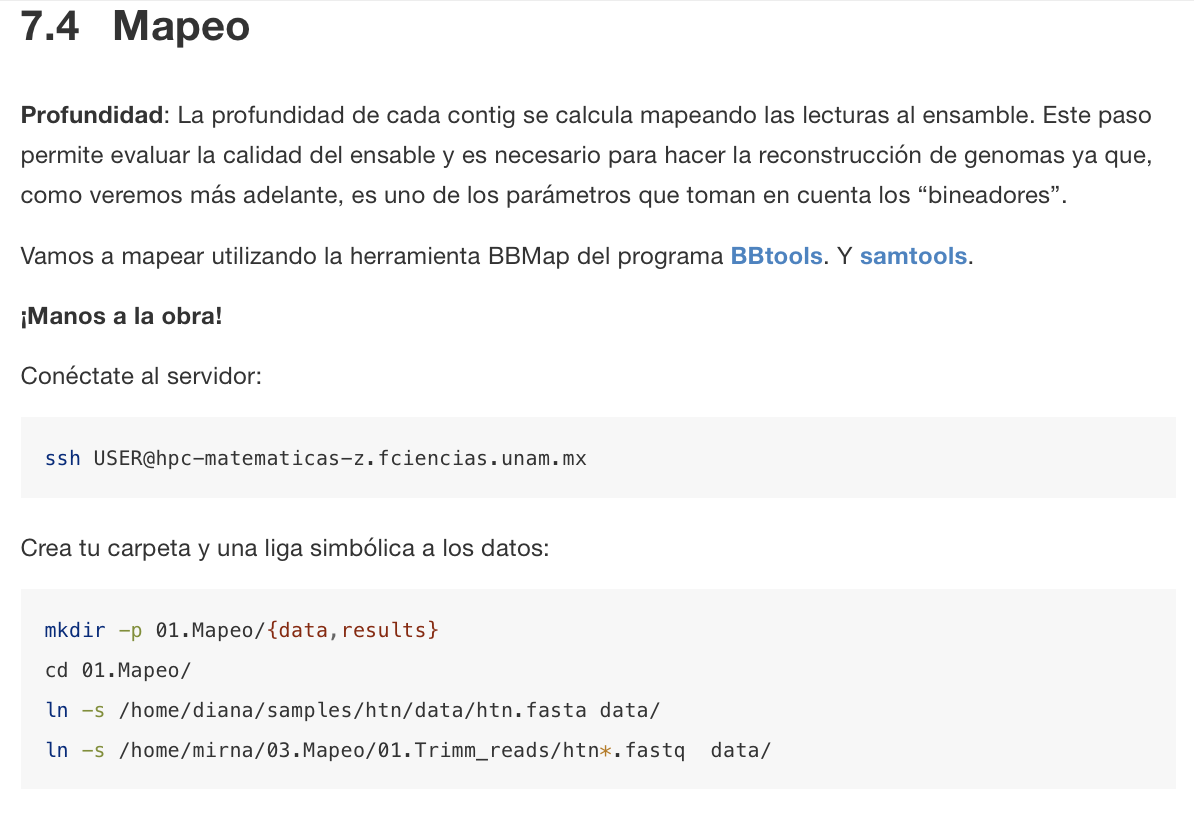 7.4 Mapeo
Profundidad: La profundidad de cada contig se calcula mapeando las lecturas al ensamble. Este paso
permite evaluar la calidad del ensable y es necesario para hacer la reconstrucción de genomas ya que,
como veremos más adelante, es uno de los parámetros que toman en cuenta los “bineadores”.
Vamos a mapear utilizando la herramienta BBMap del programa BBtools. Y samtools.
¡Manos a la obra!
Conéctate al servidor:
ssh USER@hpc-matematicas-z.fciencias.unam.mx
Crea tu carpeta y una liga simbólica a los datos:
mkdir -p 01.Mapeo/{data,results}
cd 01.Mapeo/
ln -s /home/diana/samples/htn/data/htn.fasta data/
ln -s /home/mirna/03.Mapeo/01.Trimm_reads/htn*.fastq  data/